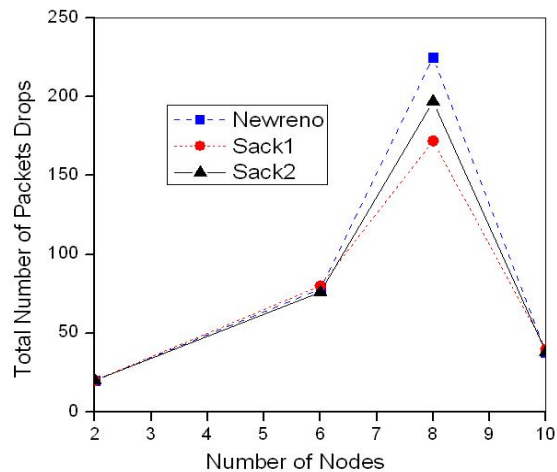 250
200
150
100
50
0
Total Number of Packets Drops
Newreno
Sack1
Sack2
2 3 4 5 6 7 8 9 10
Number of Nodes